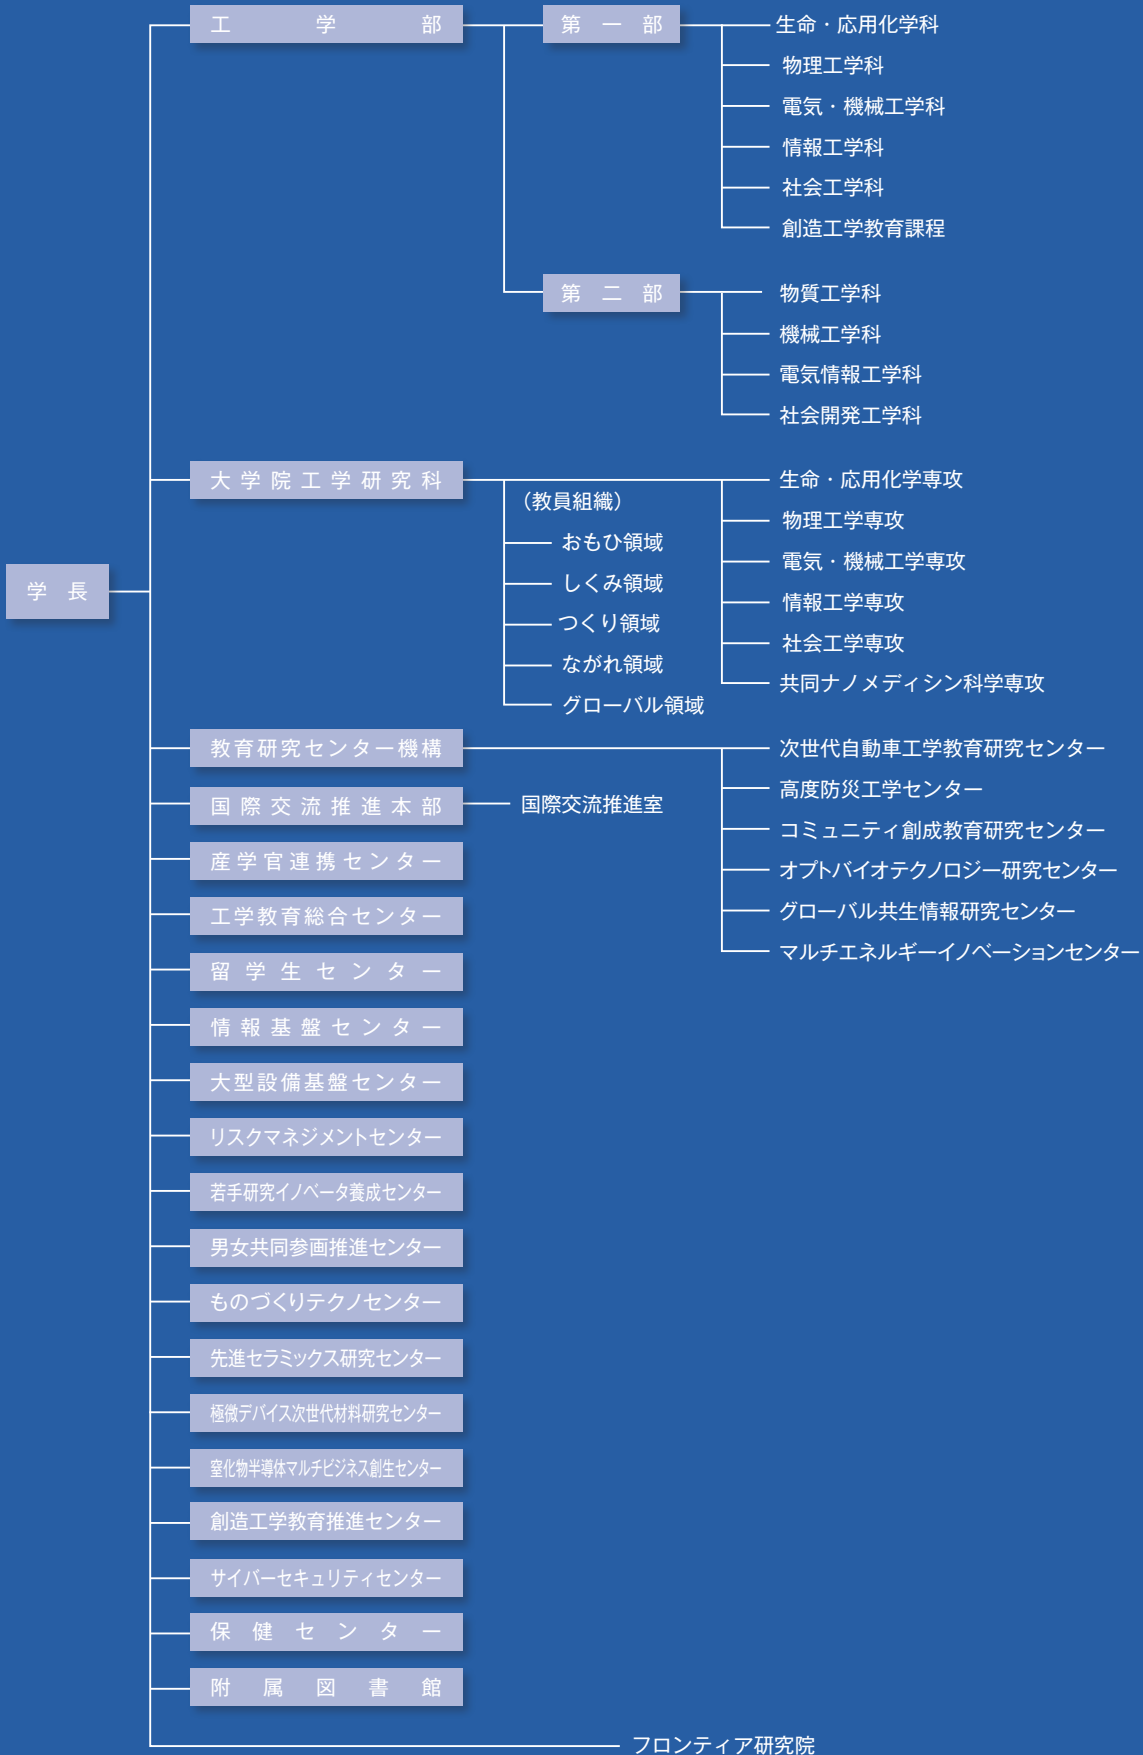 学長
工学部
第一部
生命・応用化学科
物理工学科
電気・機械工学科
情報工学科
社会工学科
創造工学教育課程
第二部
物質工学科
機械工学科
電気情報工学科
社会開発工学科
大学院工学研究科
（教員組織）
おもひ領域
しくみ領域
つくり領域
ながれ領域
グローバル領域
生命・応用化学専攻
物理工学専攻
電気・機械工学専攻
情報工学専攻
社会工学専攻
共同ナノメディシン科学専攻
教育研究センター機構
次世代自動車工学教育研究センター
高度防災工学センター
コミュニティ創成教育研究センター
オプトバイオテクノロジー研究センター
グローバル共生情報研究センター
マルチエネルギーイノベーションセンター
国際交流推進本部
国際交流推進室
産学官連携センター
工学教育総合センター
留学生センター
情報基盤センター
大型設備基盤センター
リスクマネジメントセンター
若手研究イノベータ養成センター
男女共同参画推進センター
ものづくりテクノセンター
先進セラミックス研究センター
極微デバイス次世代材料研究センター
窒化物半導体マルチビジネス創生センター
創造工学教育推進センター
サイバーセキュリティセンター
保健センター
附属図書館
フロンティア研究院